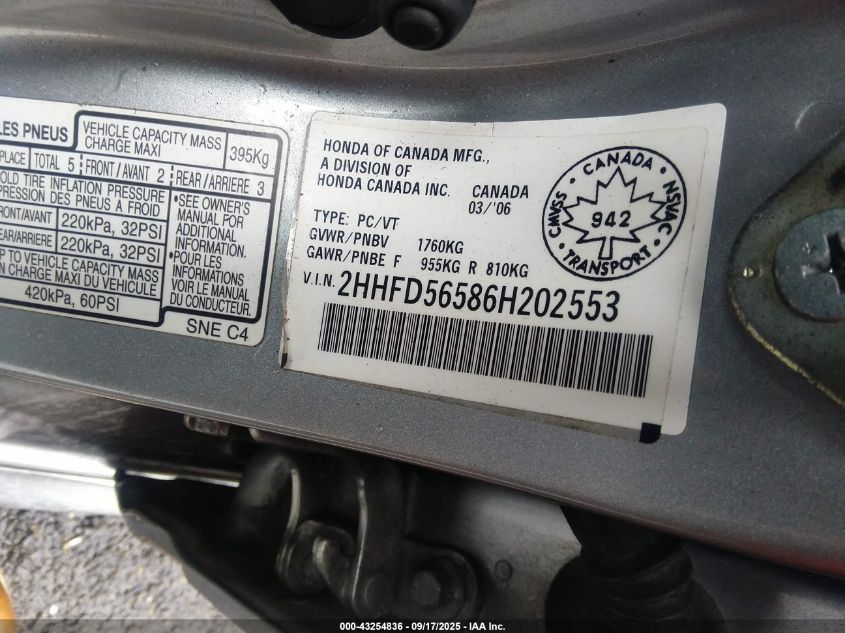 LES PNEUS
VEHICLE CAPACITY MASS
CHARGE MAXI
395Kg
PLACE TOTAL 5 FRONT/AVANT 2 REAR/ARRIERE 3
OLD TIRE INFLATION PRESSURE
PRESSION DES PNEUS A FROID
FRONT/AVANT 220kPa, 32PSI
REAR/ARRIERE 220kPa, 32PSI
UP TO VEHICLE CAPACITY MASS
N CHARGE MAXI DU VÉHICULE
420kPa, 60PSI
•SEE OWNER'S
MANUAL FOR
ADDITIONAL
INFORMATION.
•POUR PLUS
D'INFORMATIONS
VOIR LE MANUEL
DU CONDUCTEUR.
SNE C4
HONDA OF CANADA MFG.,
A DIVISION OF
HONDA CANADA INC. CANADA
03/'06
TYPE: PC/VT
GVWR/PNBV 1760KG
GAWR/PNBE F 955KG R 810KG
V.I.N. 2HHFD56586H202553
CMVSS • CANADA • NSVAC
942
• TRANSPORT •
000-43254836 - 09/17/2025 - IAA Inc.